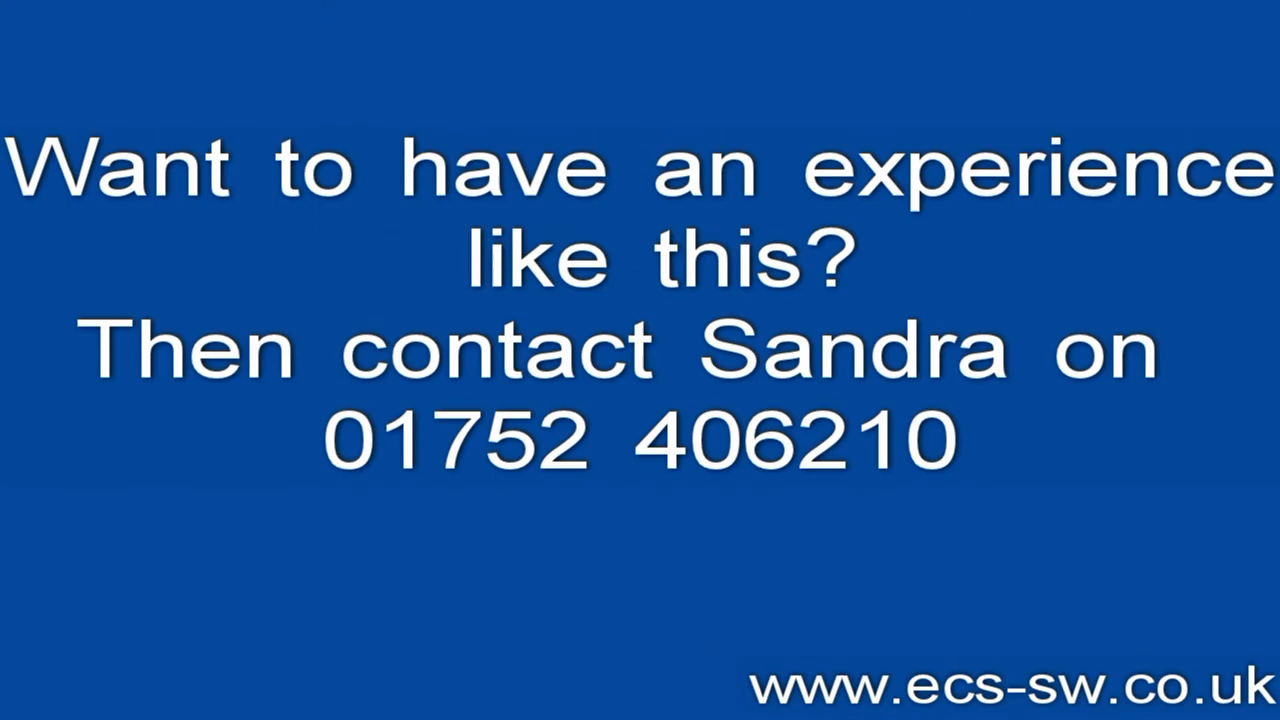 Want to have an experience
like this?
Then contact Sandra on
01752 406210
www.ecs-sw.co.uk